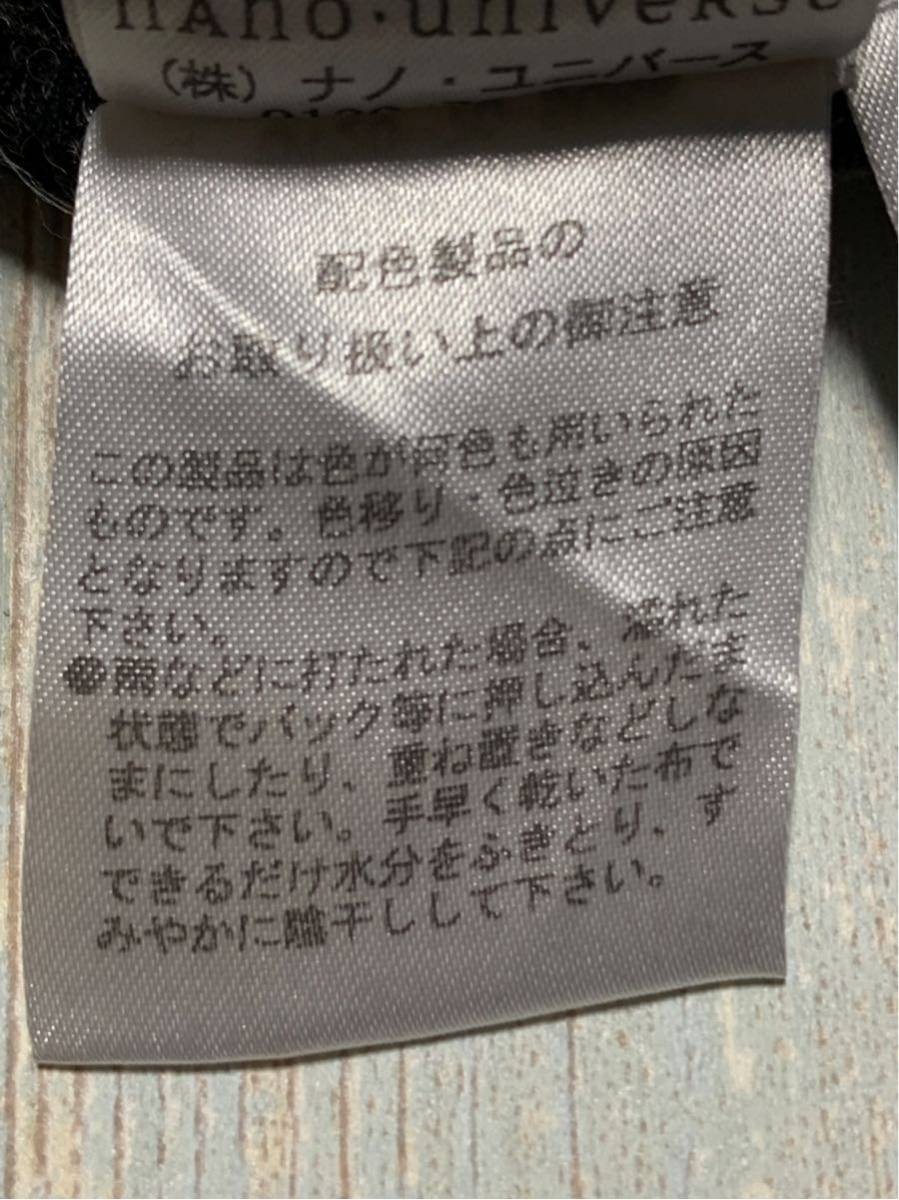 nano・universe
(株) ナノ・ユニバース
配色製品の
お取り扱い上の御注意
この製品は色が何色も用いられた
ものです。色移り・色泣きの原因
となりますので下記の点にご注意
下さい。
●雨などに打たれた場合、濡れた
状態でバック等に押し込んだま
まにしたり、重ね置きなどしな
いで下さい。手早く乾いた布で
できるだけ水分をふきとり、す
みやかに陰干しして下さい。